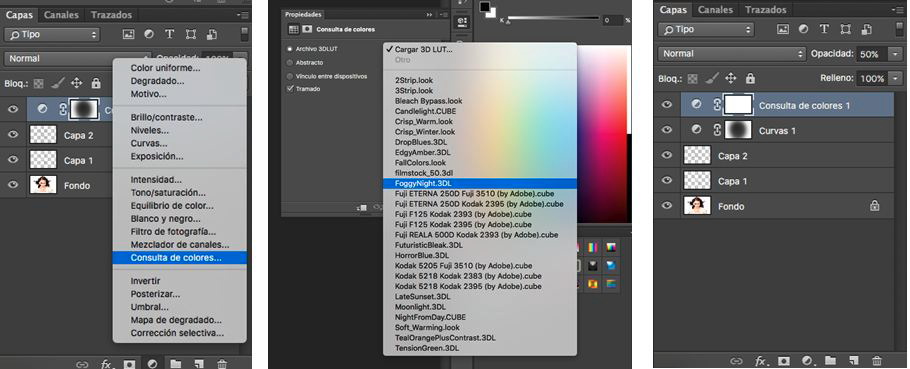 Capas Canales Trazados
Tipo
Normal Opacidad: 100%
Bloq.:
Capa 2
Capa 1
Fondo
Color uniforme...
Degradado...
Motivo...
Brillo/contraste...
Niveles...
Curvas...
Exposición...
Intensidad...
Tono/saturación...
Equilibrio de color...
Blanco y negro...
Filtro de fotografía...
Mezclador de canales...
Consulta de colores...
Invertir
Posterizar...
Umbral...
Mapa de degradado...
Corrección selectiva...
Propiedades
Consulta de colores
Archivo 3DLUT
Abstracto
Vínculo entre dispositivos
Tramado
Cargar 3D LUT...
Otro
2Strip.look
3Strip.look
Bleach Bypass.look
Candlelight.CUBE
Crisp_Warm.look
Crisp_Winter.look
DropBlues.3DL
EdgyAmber.3DL
FallColors.look
filmstock_50.3dl
FoggyNight.3DL
Fuji ETERNA 250D Fuji 3510 (by Adobe).cube
Fuji ETERNA 250D Kodak 2395 (by Adobe).cube
Fuji F125 Kodak 2393 (by Adobe).cube
Fuji F125 Kodak 2395 (by Adobe).cube
Fuji REALA 500D Kodak 2393 (by Adobe).cube
FuturisticBleak.3DL
HorrorBlue.3DL
Kodak 5205 Fuji 3510 (by Adobe).cube
Kodak 5218 Kodak 2383 (by Adobe).cube
Kodak 5218 Kodak 2395 (by Adobe).cube
LateSunset.3DL
Moonlight.3DL
NightFromDay.CUBE
Soft_Warming.look
TealOrangePlusContrast.3DL
TensionGreen.3DL
K 0 %
Capas Canales Trazados
Tipo
Normal Opacidad: 50%
Bloq.: Relleno: 100%
Consulta de colores 1
Curvas 1
Capa 2
Capa 1
Fondo
fx
fx